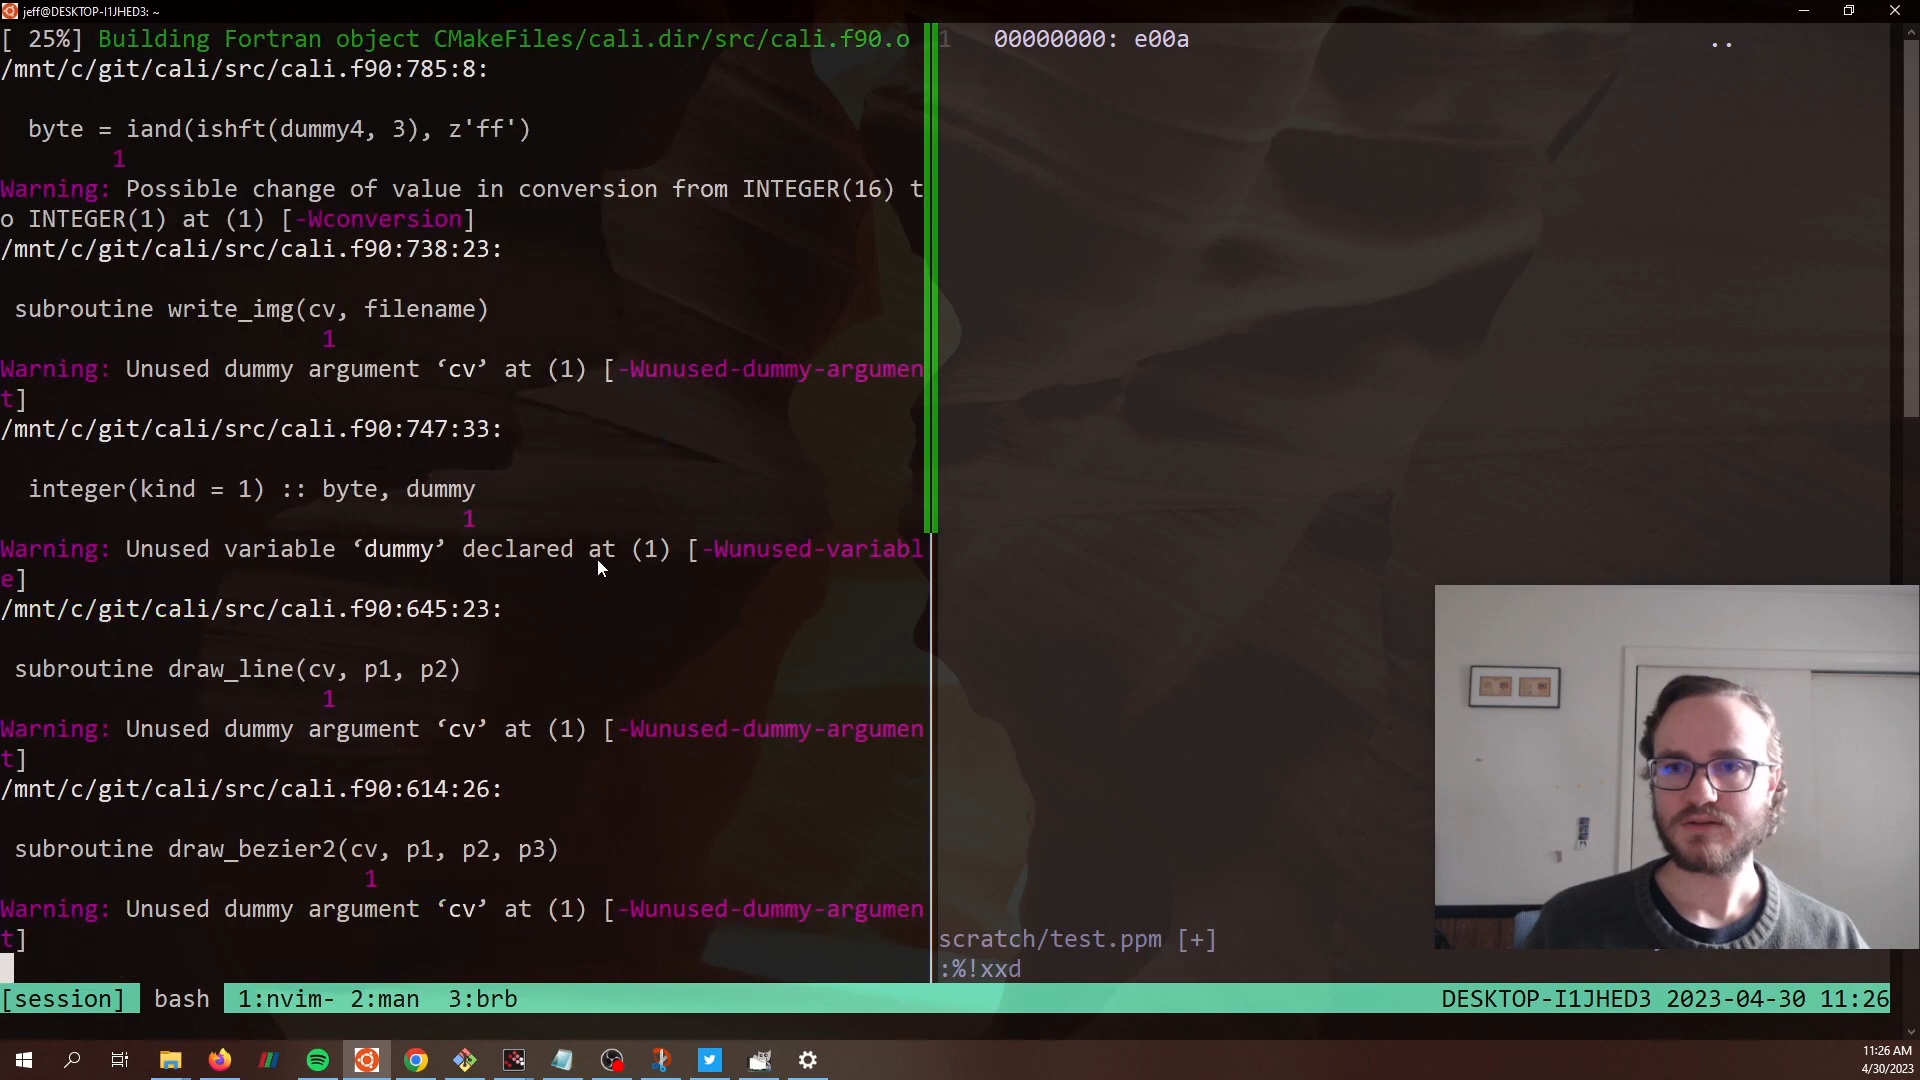 jeff@DESKTOP-I1JHED3: ~
[ 25%] Building Fortran object CMakeFiles/cali.dir/src/cali.f90.o
/mnt/c/git/cali/src/cali.f90:785:8:
byte = iand(ishft(dummy4, 3), z'ff')
1
Warning: Possible change of value in conversion from INTEGER(16) t
o INTEGER(1) at (1) [-Wconversion]
/mnt/c/git/cali/src/cali.f90:738:23:
subroutine write_img(cv, filename)
1
Warning: Unused dummy argument ‘cv’ at (1) [-Wunused-dummy-argumen
t]
/mnt/c/git/cali/src/cali.f90:747:33:
integer(kind = 1) :: byte, dummy
1
Warning: Unused variable ‘dummy’ declared at (1) [-Wunused-variabl
e]
/mnt/c/git/cali/src/cali.f90:645:23:
subroutine draw_line(cv, p1, p2)
1
Warning: Unused dummy argument ‘cv’ at (1) [-Wunused-dummy-argumen
t]
/mnt/c/git/cali/src/cali.f90:614:26:
subroutine draw_bezier2(cv, p1, p2, p3)
1
Warning: Unused dummy argument ‘cv’ at (1) [-Wunused-dummy-argumen
t]
1 00000000: e00a ..
scratch/test.ppm [+]
:%!xxd
[session] bash 1:nvim- 2:man 3:brb DESKTOP-I1JHED3 2023-04-30 11:26
11:26 AM
4/30/2023